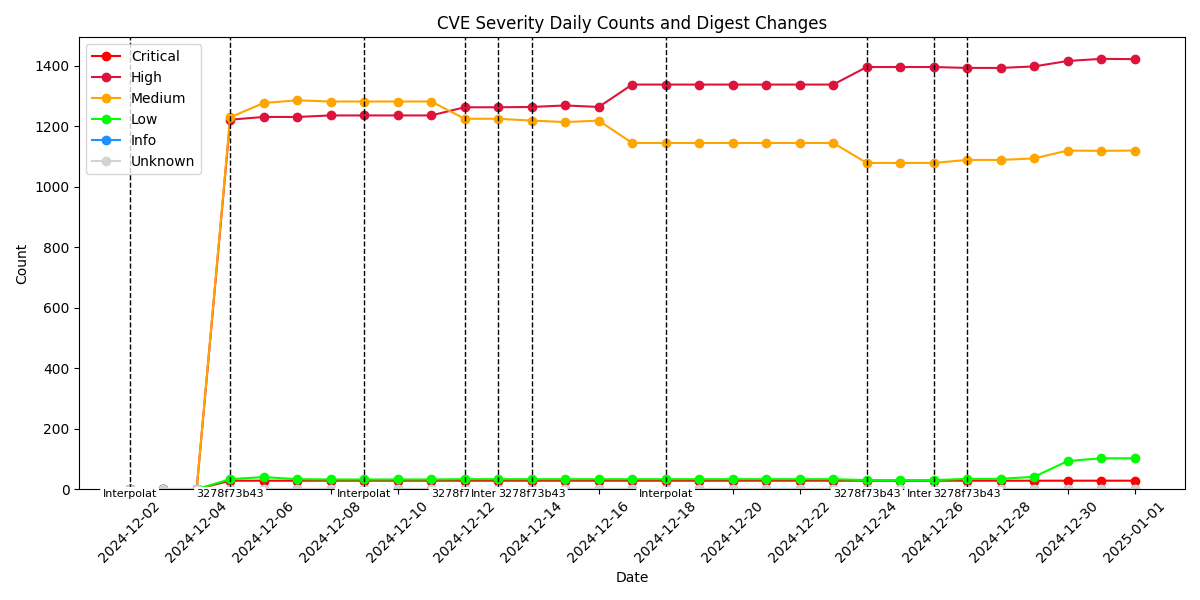 CVE Severity Daily Counts and Digest Changes
Critical
High
Medium
Low
Info
Unknown
Count
1400
1200
1000
800
600
400
200
0
Interpolat
3278f73b43
Interpolat
3278f7
Inter
3278f73b43
Interpolat
3278f73b43
Inter
3278f73b43
2024-12-02
2024-12-04
2024-12-06
2024-12-08
2024-12-10
2024-12-12
2024-12-14
2024-12-16
2024-12-18
2024-12-20
2024-12-22
2024-12-24
2024-12-26
2024-12-28
2024-12-30
2025-01-01
Date